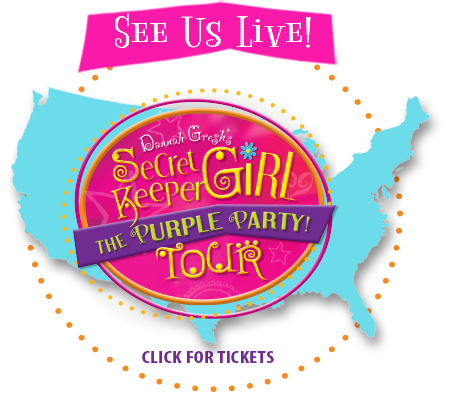 See Us Live!
Dannah Gresh's
Secret
Keeper GiRL
THE PURPLE PARTY!
TOUR
CLICK FOR TICKETS